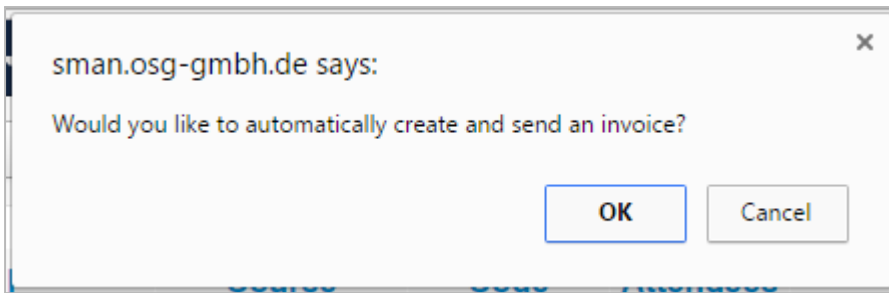 sman.osg-gmbh.de says:
Would you like to automatically create and send an invoice?
OK Cancel